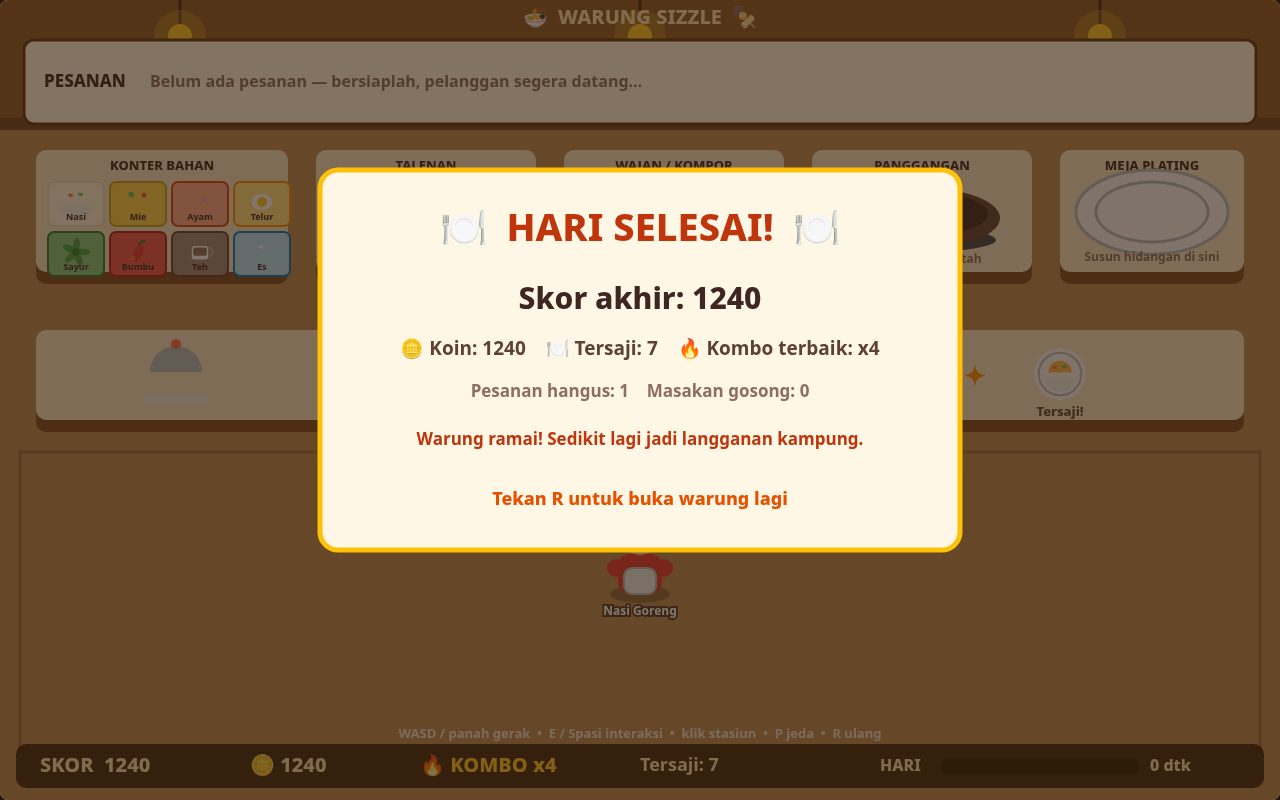 WARUNG SIZZLE
PESANAN Belum ada pesanan — bersiaplah, pelanggan segera datang...
KONTER BAHAN TALENAN WAJAN / KOMPOR PANGGANGAN MEJA PLATING
Nasi Mie Ayam Telur
Sayur Bumbu Teh Es
Susun hidangan di sini
HARI SELESAI!
Skor akhir: 1240
Koin: 1240 Tersaji: 7 Kombo terbaik: x4
Pesanan hangus: 1 Masakan gosong: 0
Warung ramai! Sedikit lagi jadi langganan kampung.
Tekan R untuk buka warung lagi
Tersaji!
Nasi Goreng
WASD / panah gerak • E / Spasi interaksi • klik stasiun • P jeda • R ulang
SKOR 1240 1240 KOMBO x4 Tersaji: 7 HARI 0 dtk